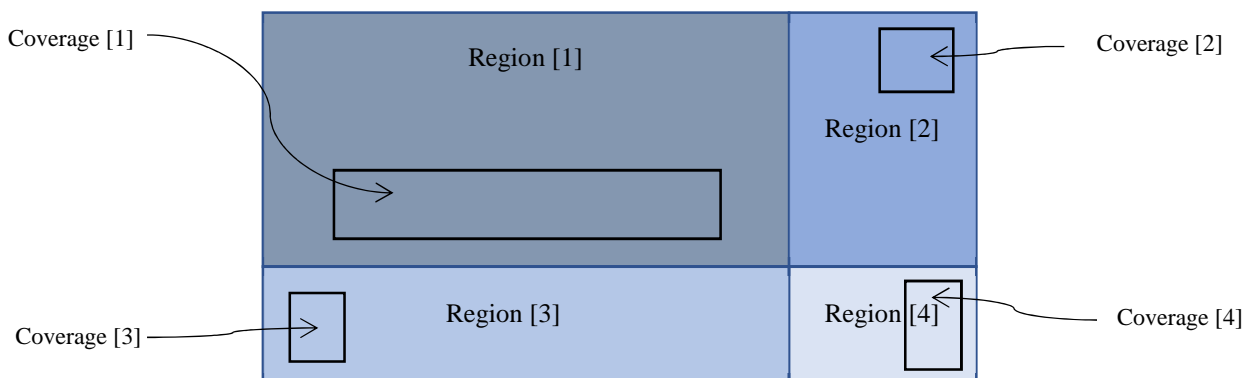 Coverage [1]
Region [1]
Coverage [2]
Region [2]
Coverage [3]
Region [3]
Region [4]
Coverage [4]